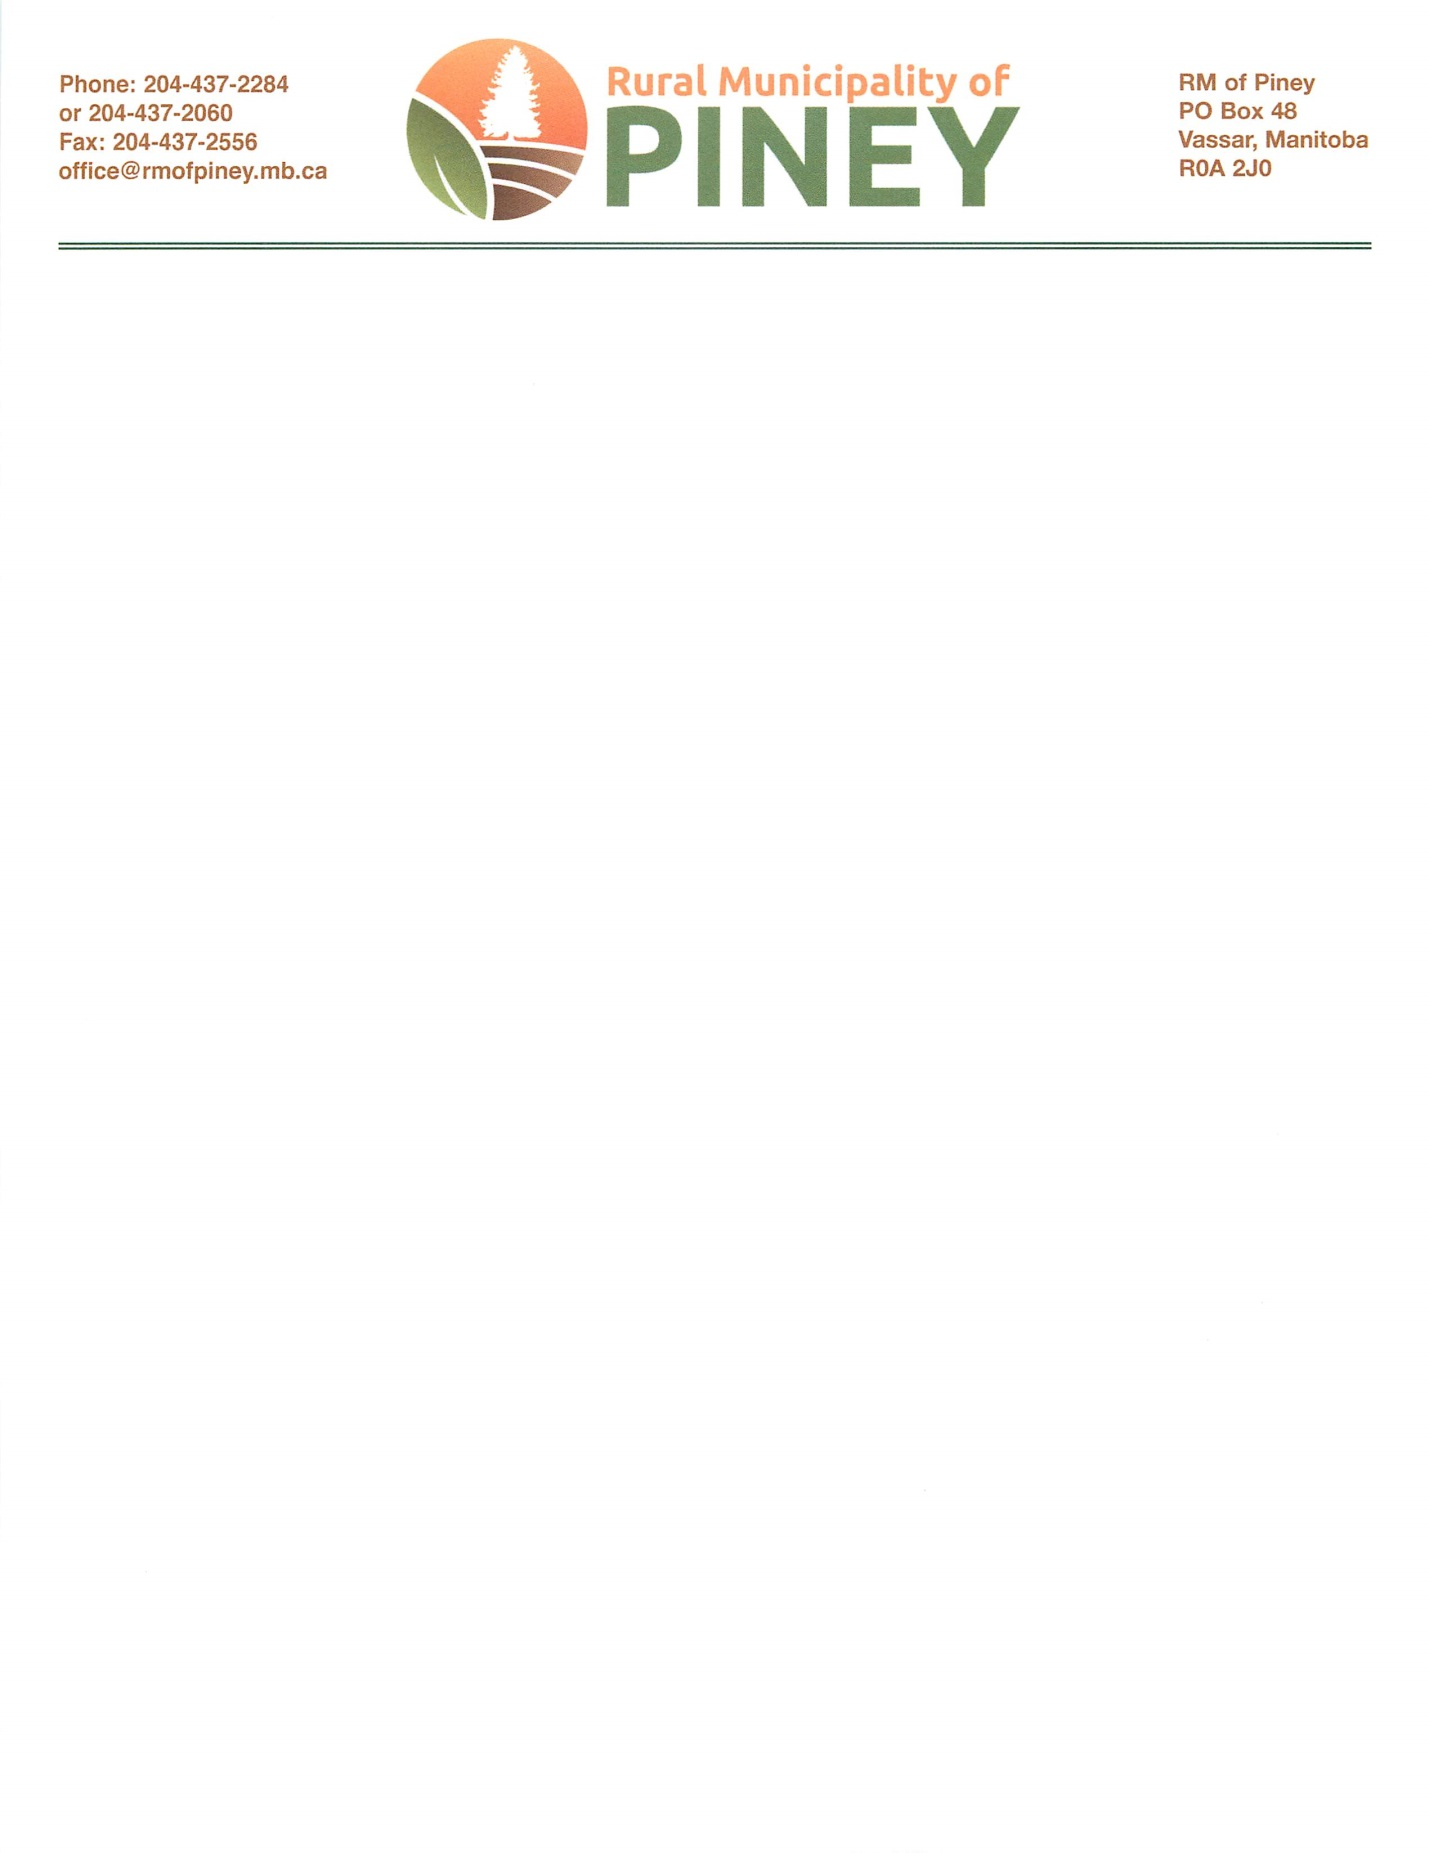 Phone: 204-437-2284
or 204-437-2060
Fax: 204-437-2556
office@rmofpiney.mb.ca
Rural Municipality of
PINEY
RM of Piney
PO Box 48
Vassar, Manitoba
R0A 2J0